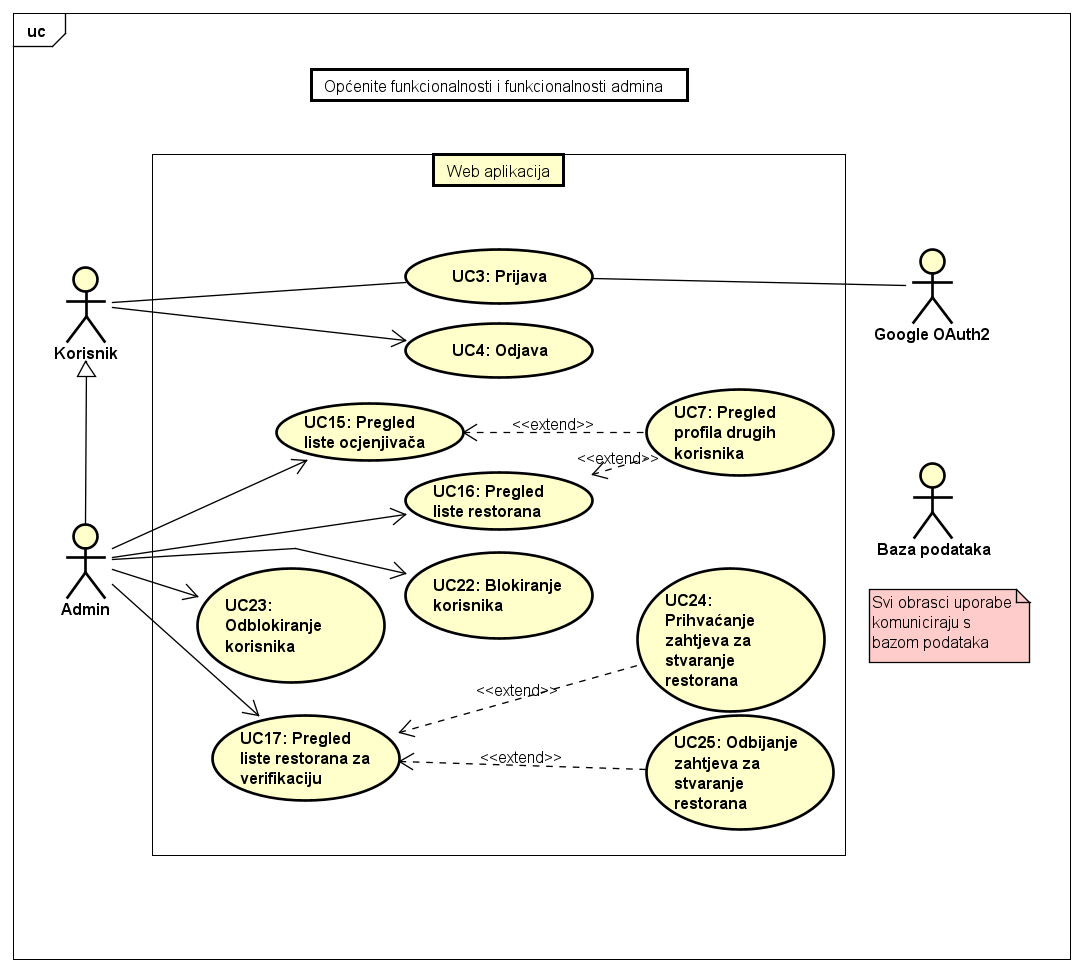 uc
Općenite funkcionalnosti i funkcionalnosti admina
Web aplikacija
UC3: Prijava
Korisnik
Google OAuth2
UC4: Odjava
UC15: Pregled
liste ocjenjivača
<<extend>>
UC7: Pregled
profila drugih
korisnika
<<extend>>
UC16: Pregled
liste restorana
Baza podataka
Admin
UC22: Blokiranje
korisnika
UC23:
Odblokiranje
korisnika
UC24:
Prihvaćanje
zahtjeva za
stvaranje
restorana
Svi obrasci uporabe
komuniciraju s
bazom podataka
<<extend>>
UC17: Pregled
liste restorana za
verifikaciju
<<extend>>
UC25: Odbijanje
zahtjeva za
stvaranje
restorana